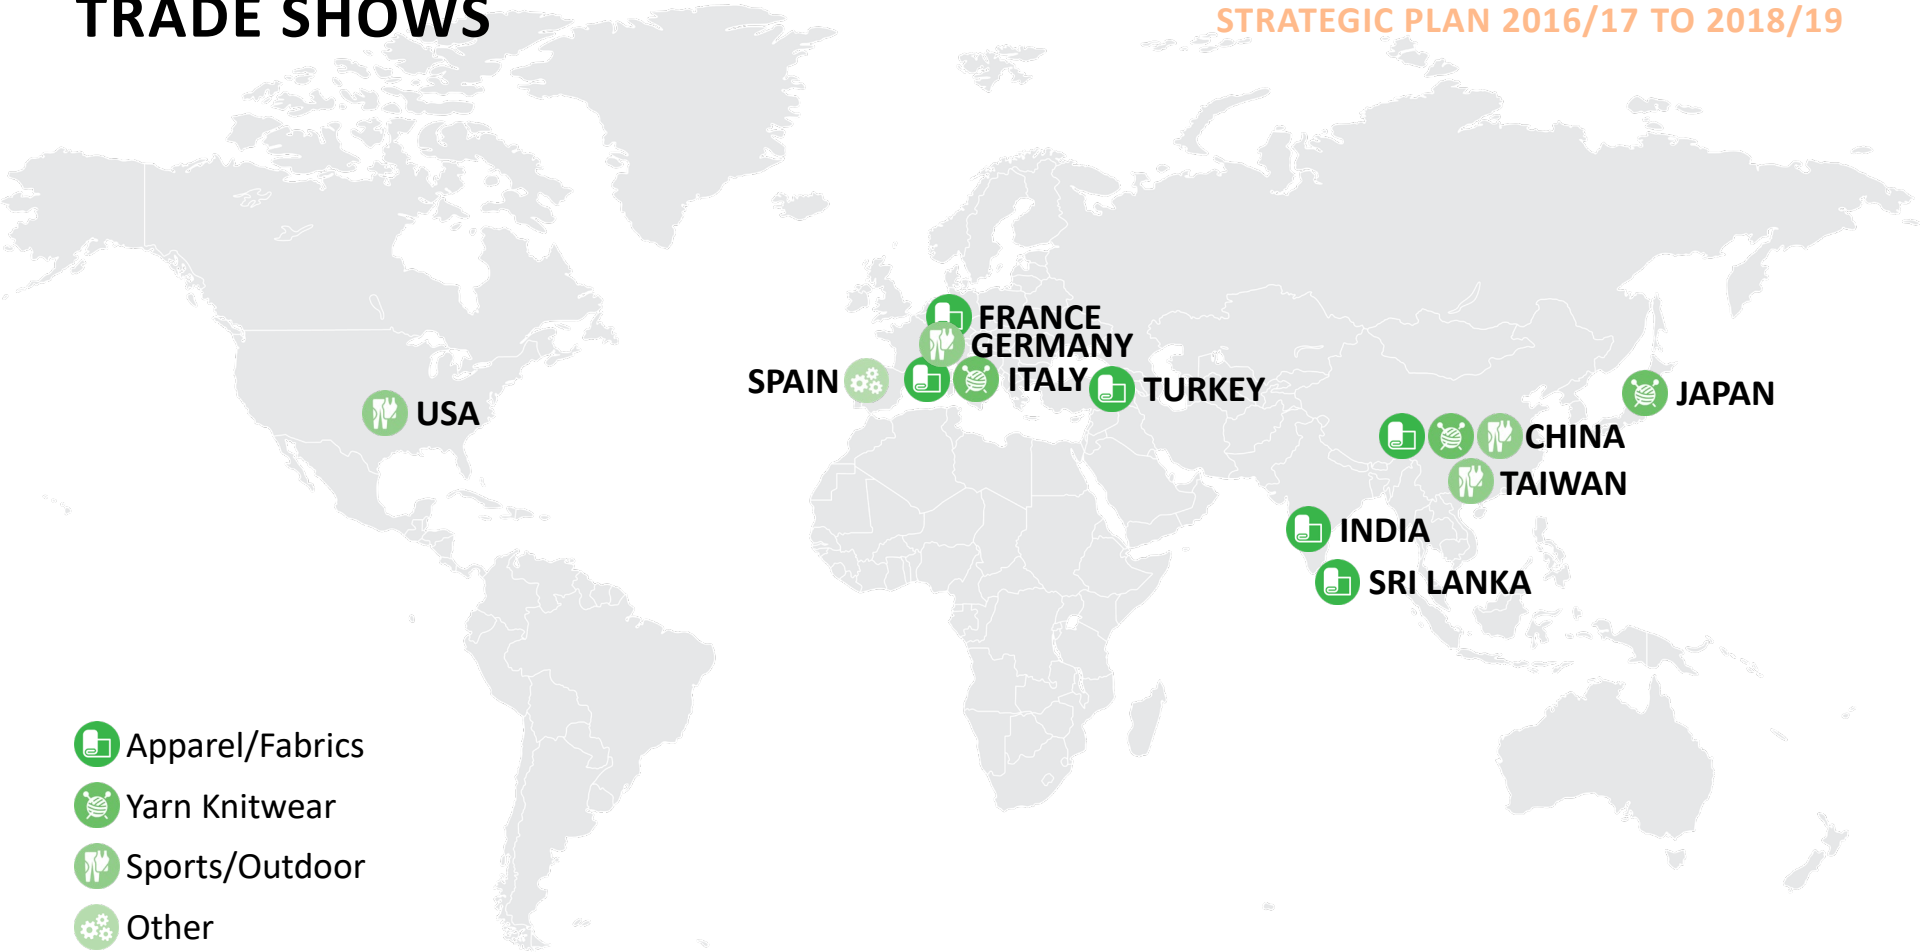 TRADE SHOWS
STRATEGIC PLAN 2016/17 TO 2018/19
FRANCE
GERMANY
SPAIN
ITALY
TURKEY
JAPAN
USA
CHINA
TAIWAN
INDIA
SRI LANKA
Apparel/Fabrics
Yarn Knitwear
Sports/Outdoor
Other